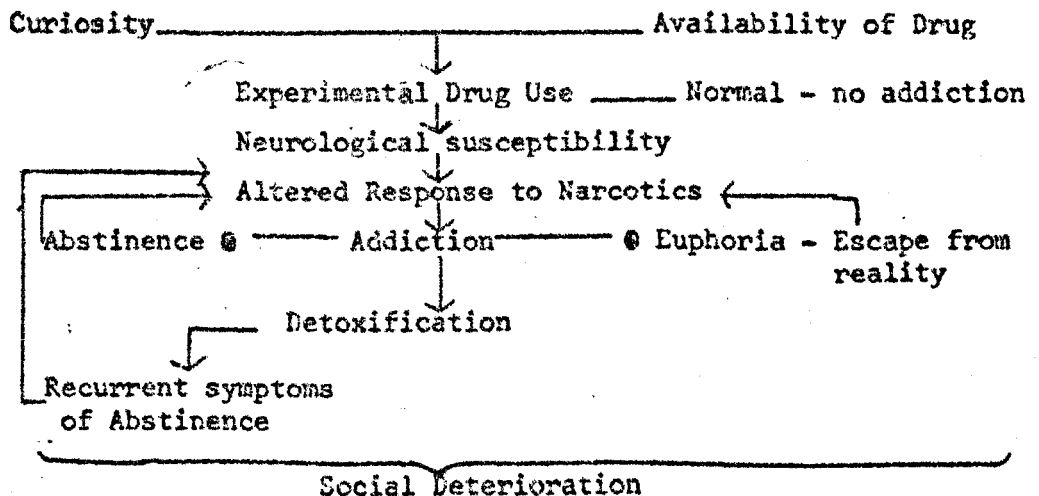 Curiosity Availability of Drug
Experimental Drug Use Normal - no addiction
Neurological susceptibility
Altered Response to Narcotics
Abstinence Addiction Euphoria - Escape from
reality
Detoxification
Recurrent symptoms
of Abstinence
Social Deterioration